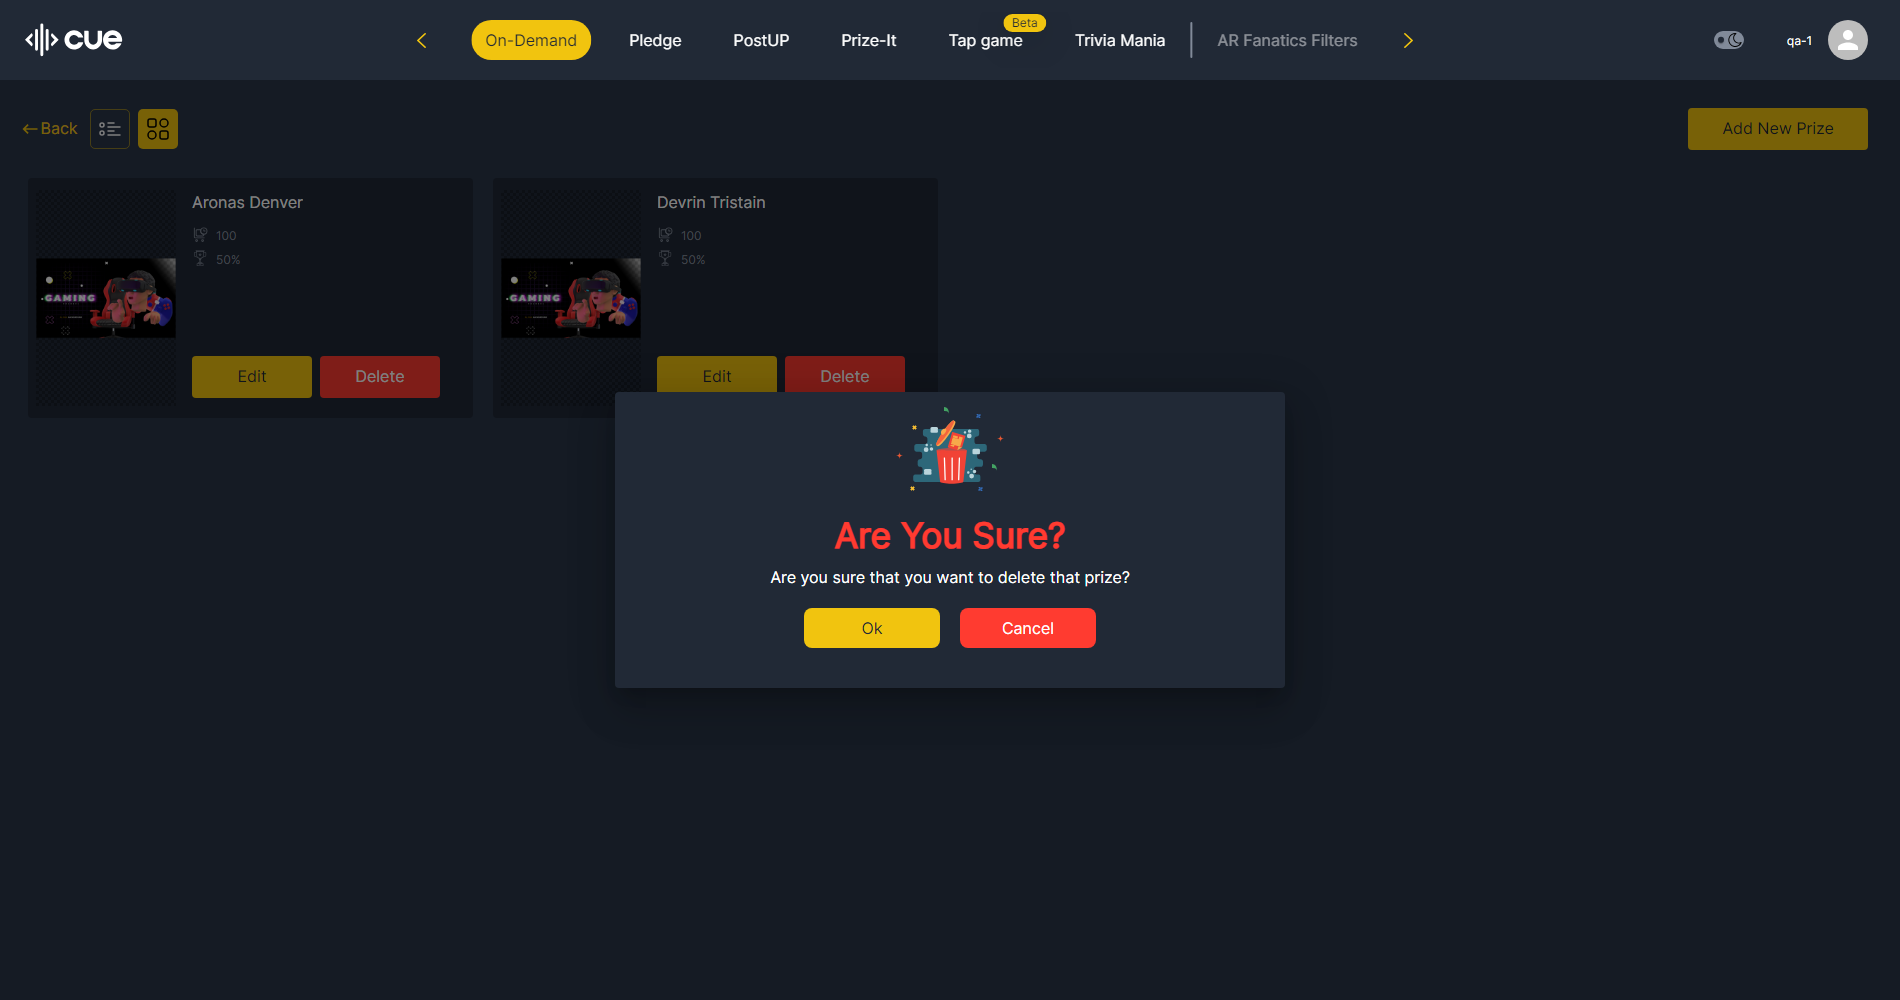 cue
On-Demand
Pledge
PostUP
Prize-It
Tap game
Beta
Trivia Mania
AR Fanatics Filters
qa-1
Back
Add New Prize
Aronas Denver
100
50%
GAMING
Edit
Delete
Devrin Tristain
100
50%
GAMING
Edit
Delete
Are You Sure?
Are you sure that you want to delete that prize?
Ok
Cancel